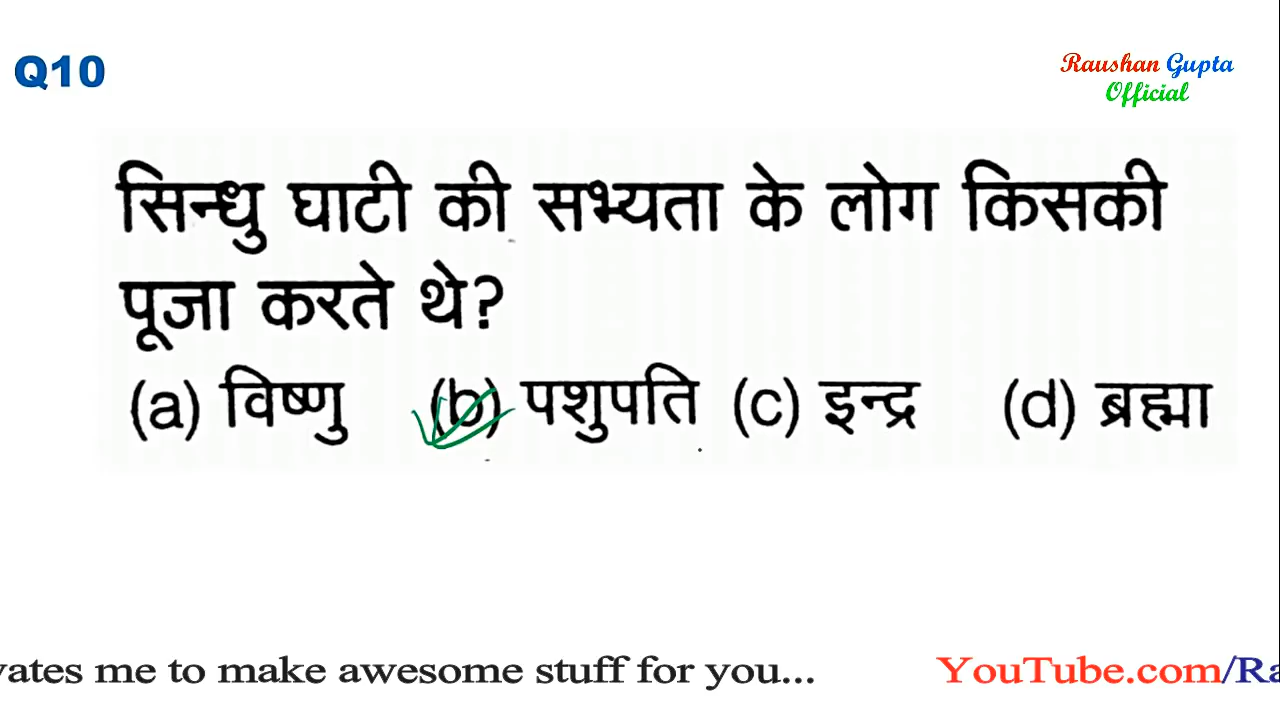 Q10
Raushan Gupta
Official
सिन्धु घाटी की सभ्यता के लोग किसकी
पूजा करते थे?
(a) विष्णु (b) पशुपति (c) इन्द्र (d) ब्रह्मा
vates me to make awesome stuff for you... YouTube.com/Ra